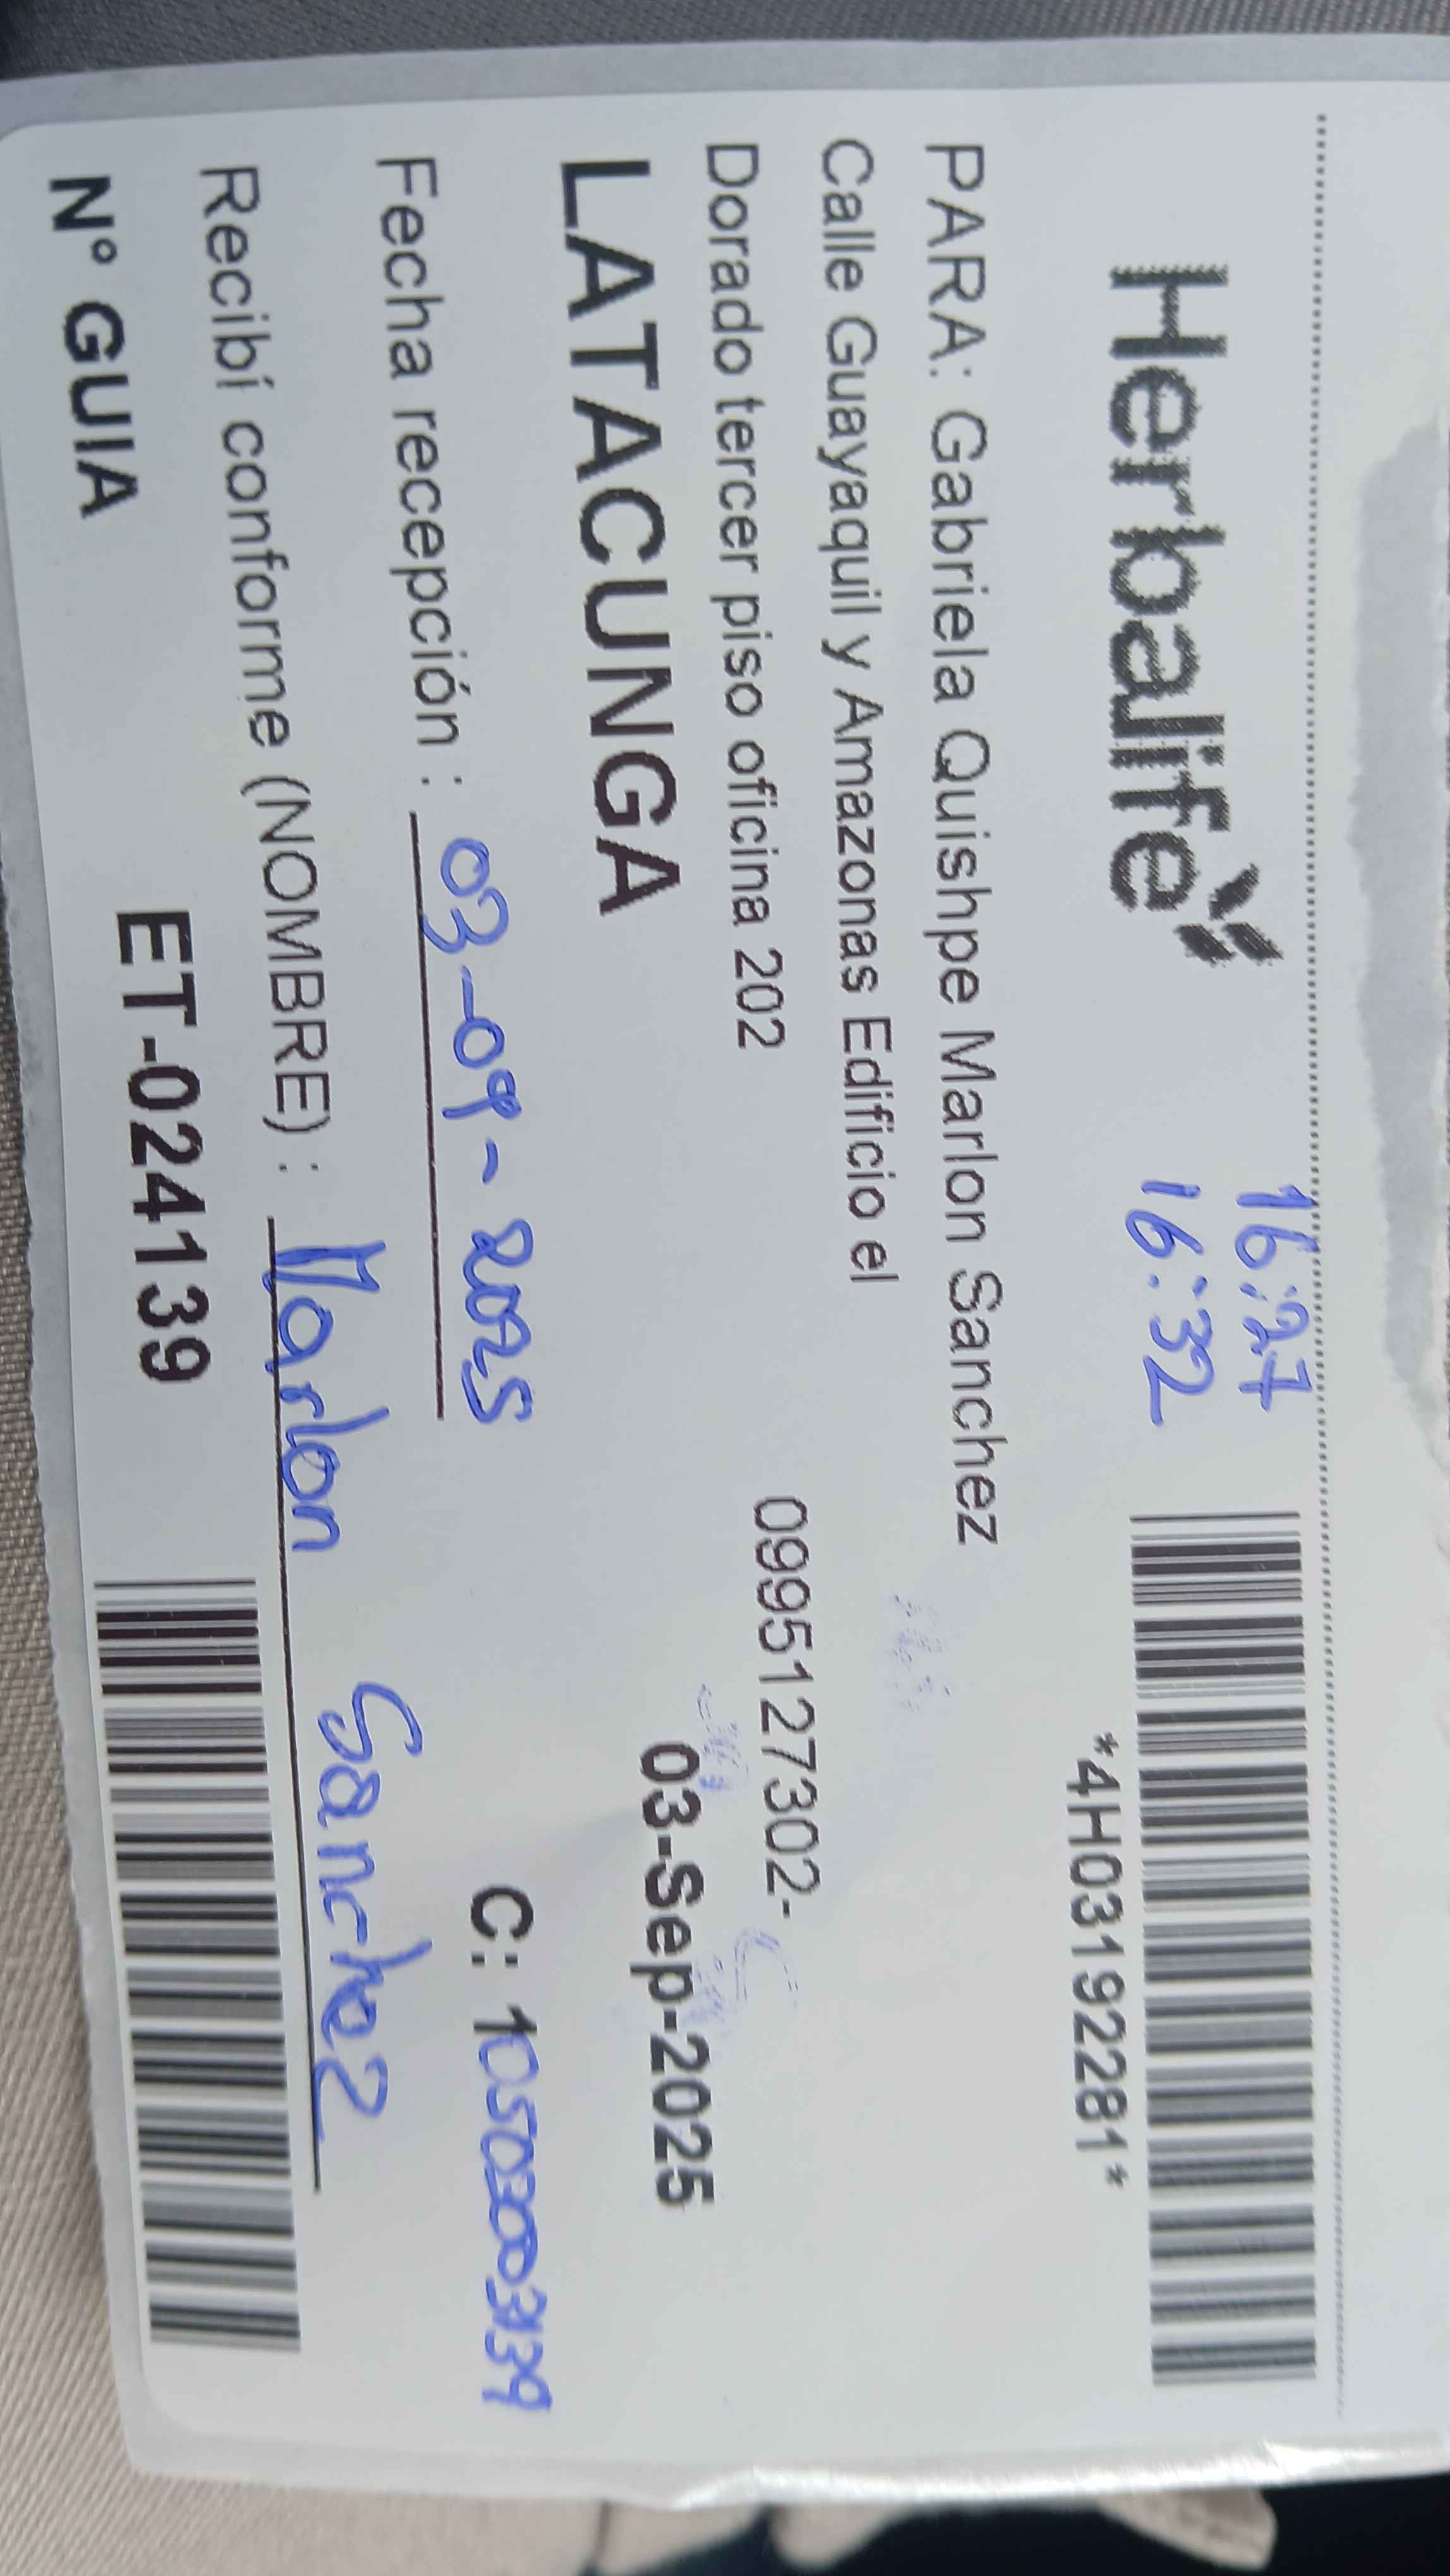 Herbalife
16:27
16:32
*4H03192281*
PARA: Gabriela Quishpe Marlon Sanchez
Calle Guayaquil y Amazonas Edificio el
Dorado tercer piso oficina 202
0995127302-
LATACUNGA
03-Sep-2025
Fecha recepción : 03-09-2025
C:
Recibí conforme (NOMBRE) : Marlon Sanchez
N° GUIA ET-024139